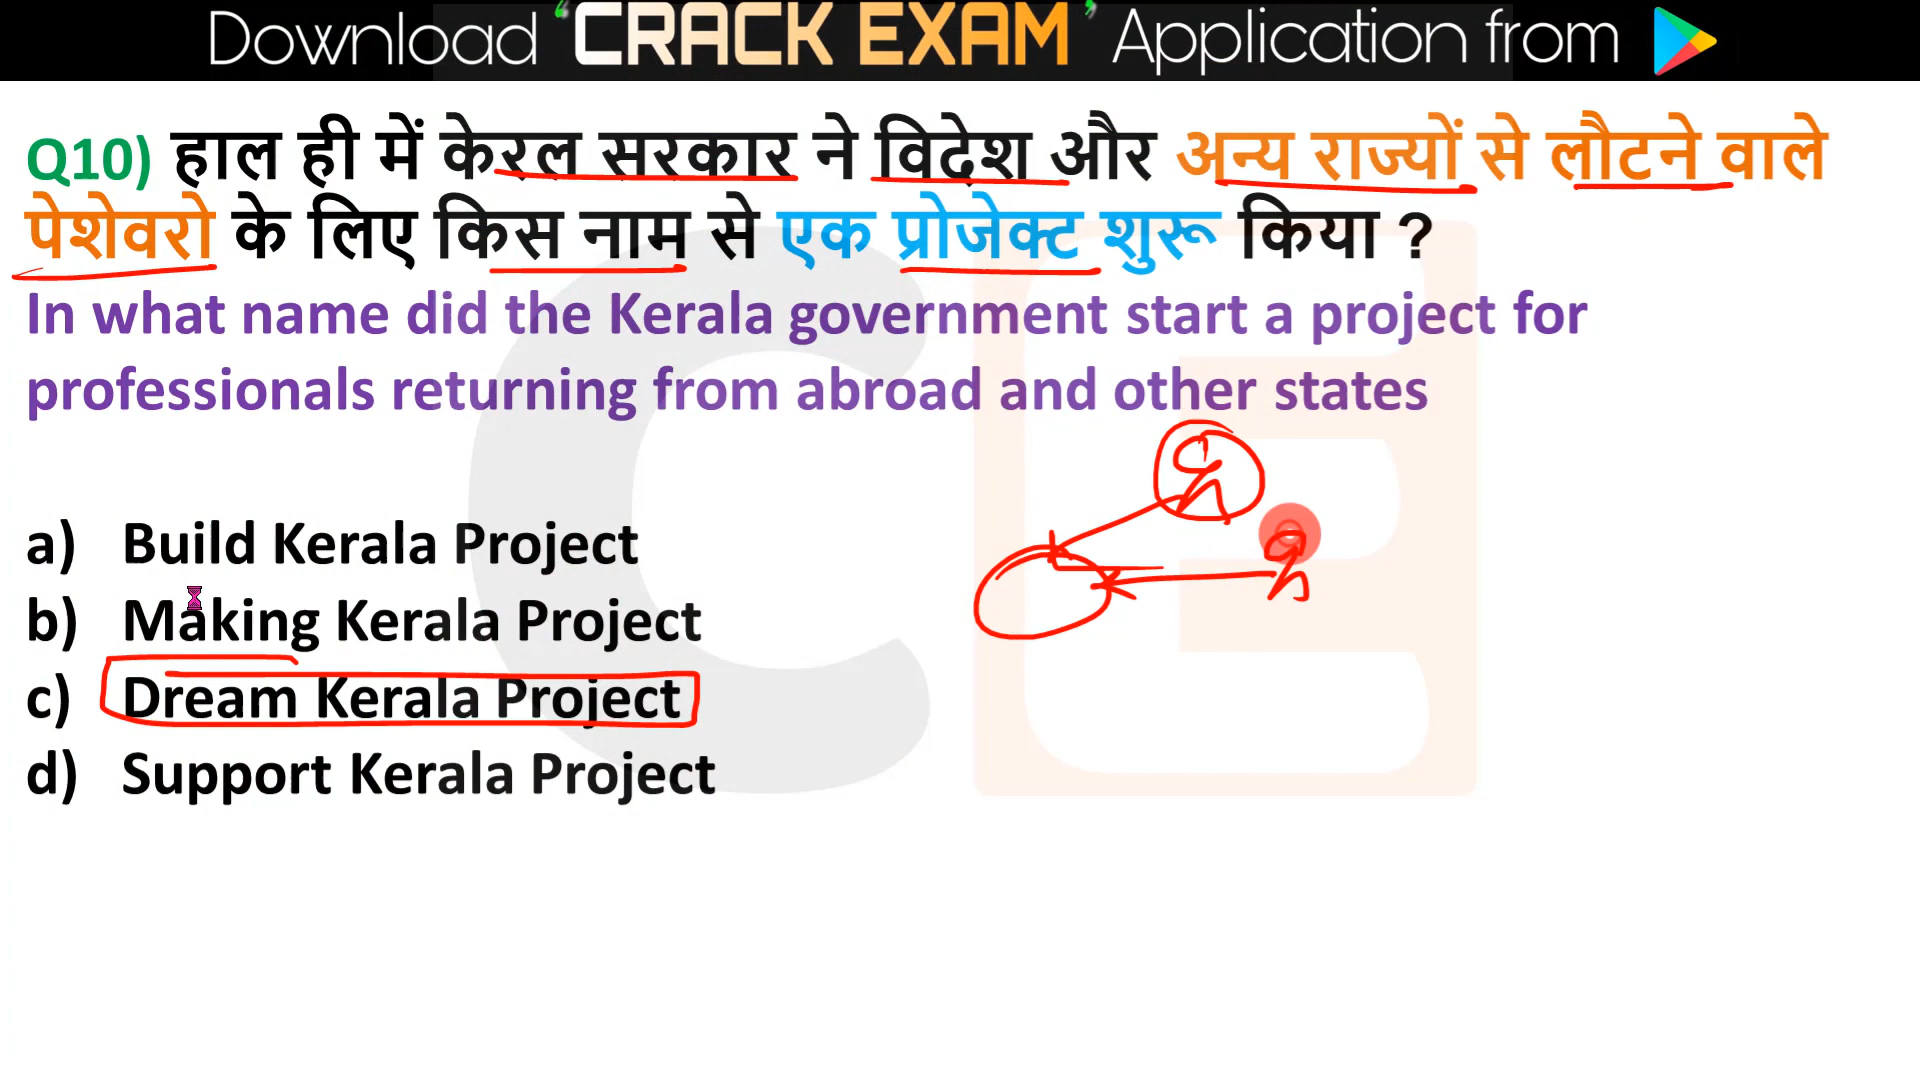 Download ‘CRACK EXAM’ Application from
Q10) हाल ही में केरल सरकार ने विदेश और अन्य राज्यों से लौटने वाले
पेशेवरो के लिए किस नाम से एक प्रोजेक्ट शुरू किया ?
In what name did the Kerala government start a project for
professionals returning from abroad and other states
a) Build Kerala Project
b) Making Kerala Project
c) Dream Kerala Project
d) Support Kerala Project